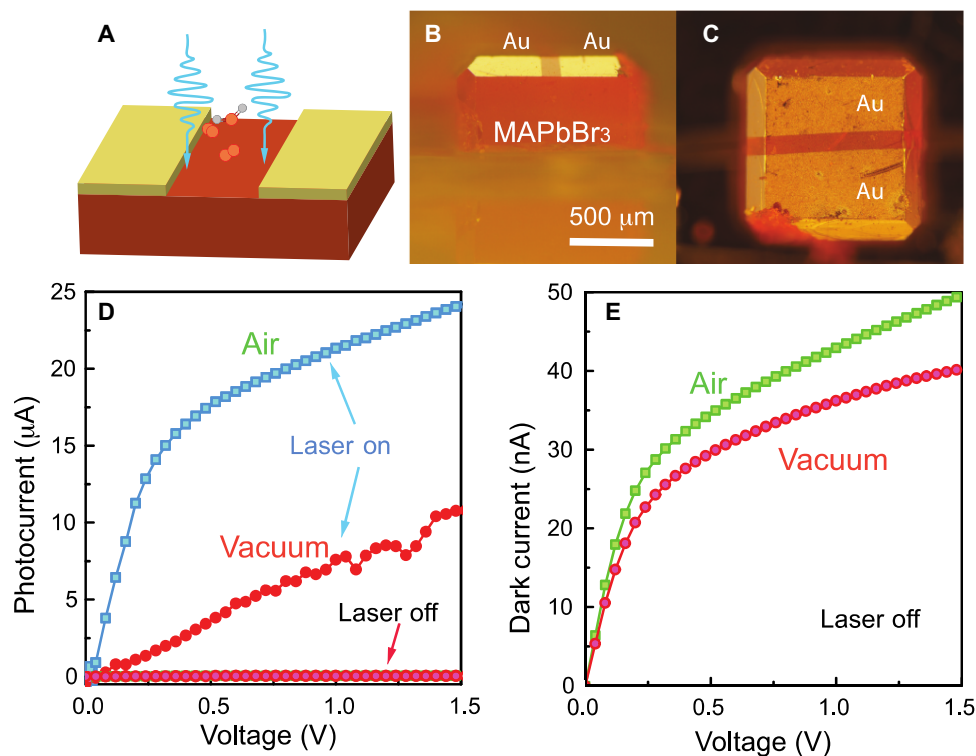 A
B
Au Au
MAPbBr₃
500 μm
C
Au
Au
D
25
20
15
10
5
0
Photocurrent (μA)
Air
Laser on
Vacuum
Laser off
0.0 0.5 1.0 1.5
Voltage (V)
E
50
40
30
20
10
0
Dark current (nA)
Air
Vacuum
Laser off
0.0 0.5 1.0 1.5
Voltage (V)